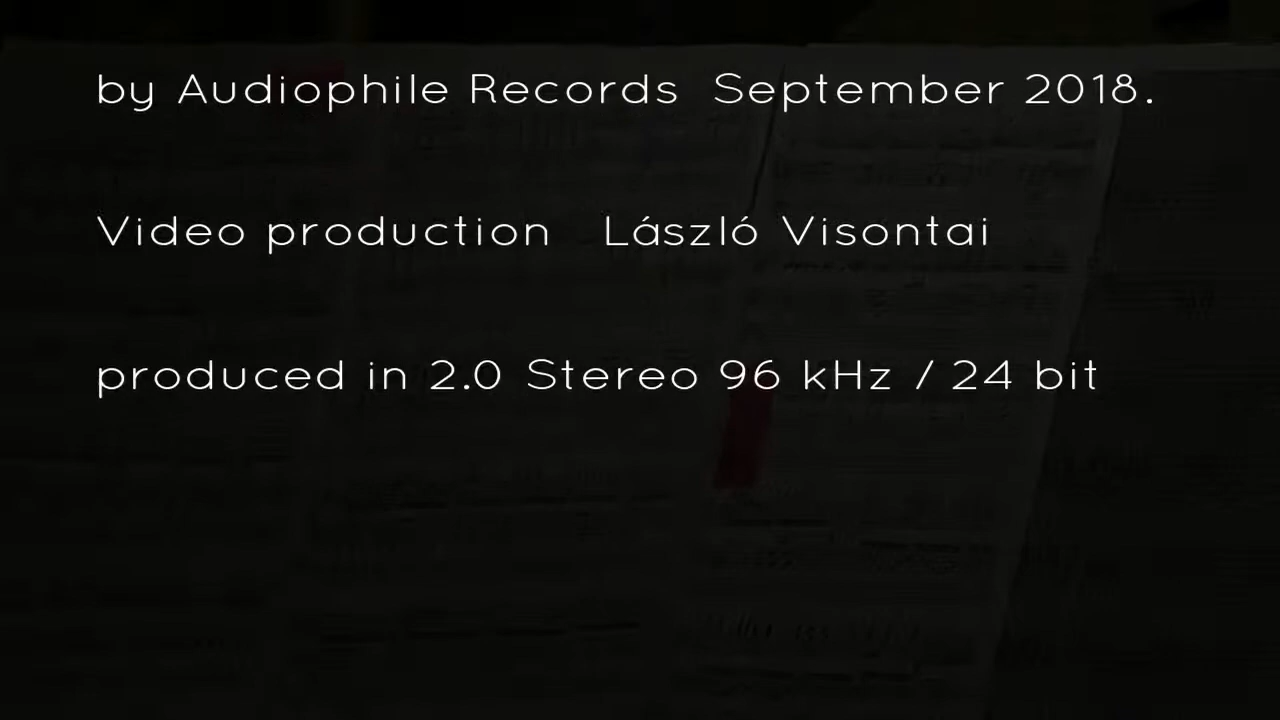 by Audiophile Records September 2018.
Video production László Visontai
produced in 2.0 Stereo 96 kHz / 24 bit